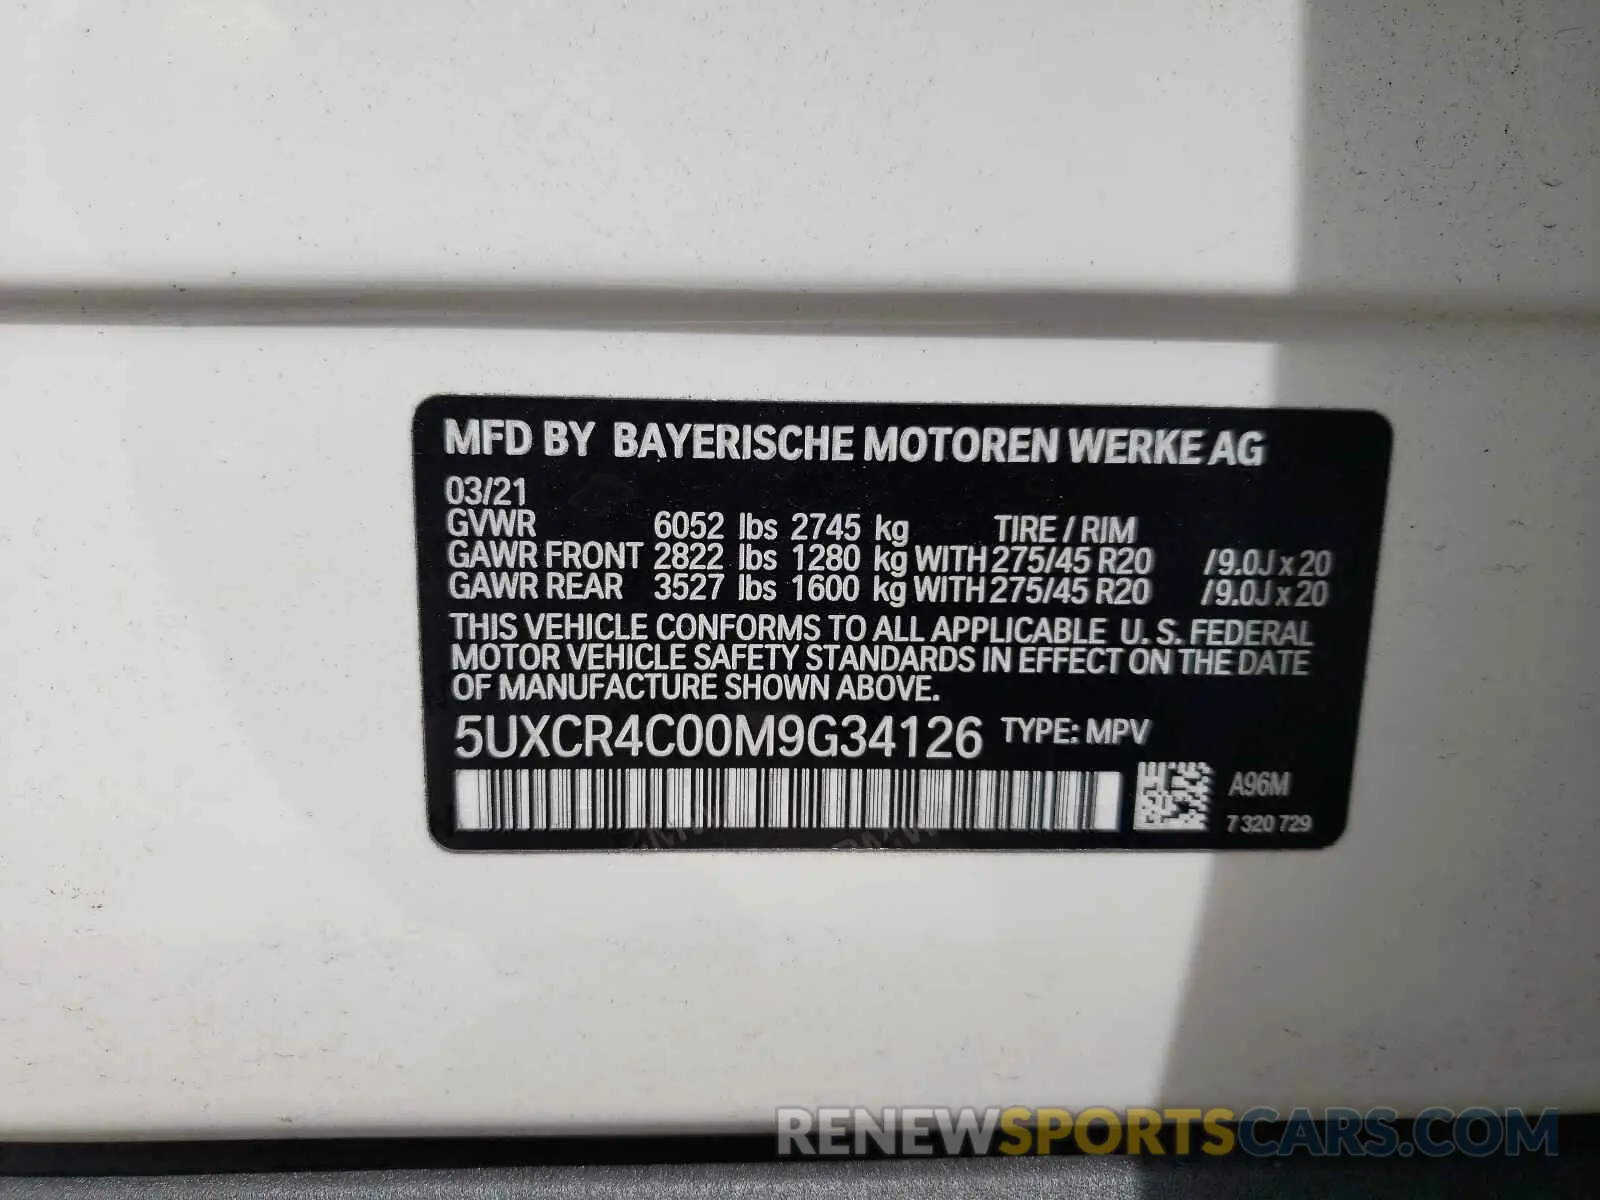 MFD BY BAYERISCHE MOTOREN WERKE AG
03/21
GVWR 6052 lbs 2745 kg TIRE / RIM
GAWR FRONT 2822 lbs 1280 kg WITH 275/45 R20 / 9.0J x 20
GAWR REAR 3527 lbs 1600 kg WITH 275/45 R20 / 9.0J x 20
THIS VEHICLE CONFORMS TO ALL APPLICABLE U. S. FEDERAL
MOTOR VEHICLE SAFETY STANDARDS IN EFFECT ON THE DATE
OF MANUFACTURE SHOWN ABOVE.
5UXCR4C00M9G34126 TYPE: MPV
A96M
7 320 729
RENEWSPORTSCARS.COM